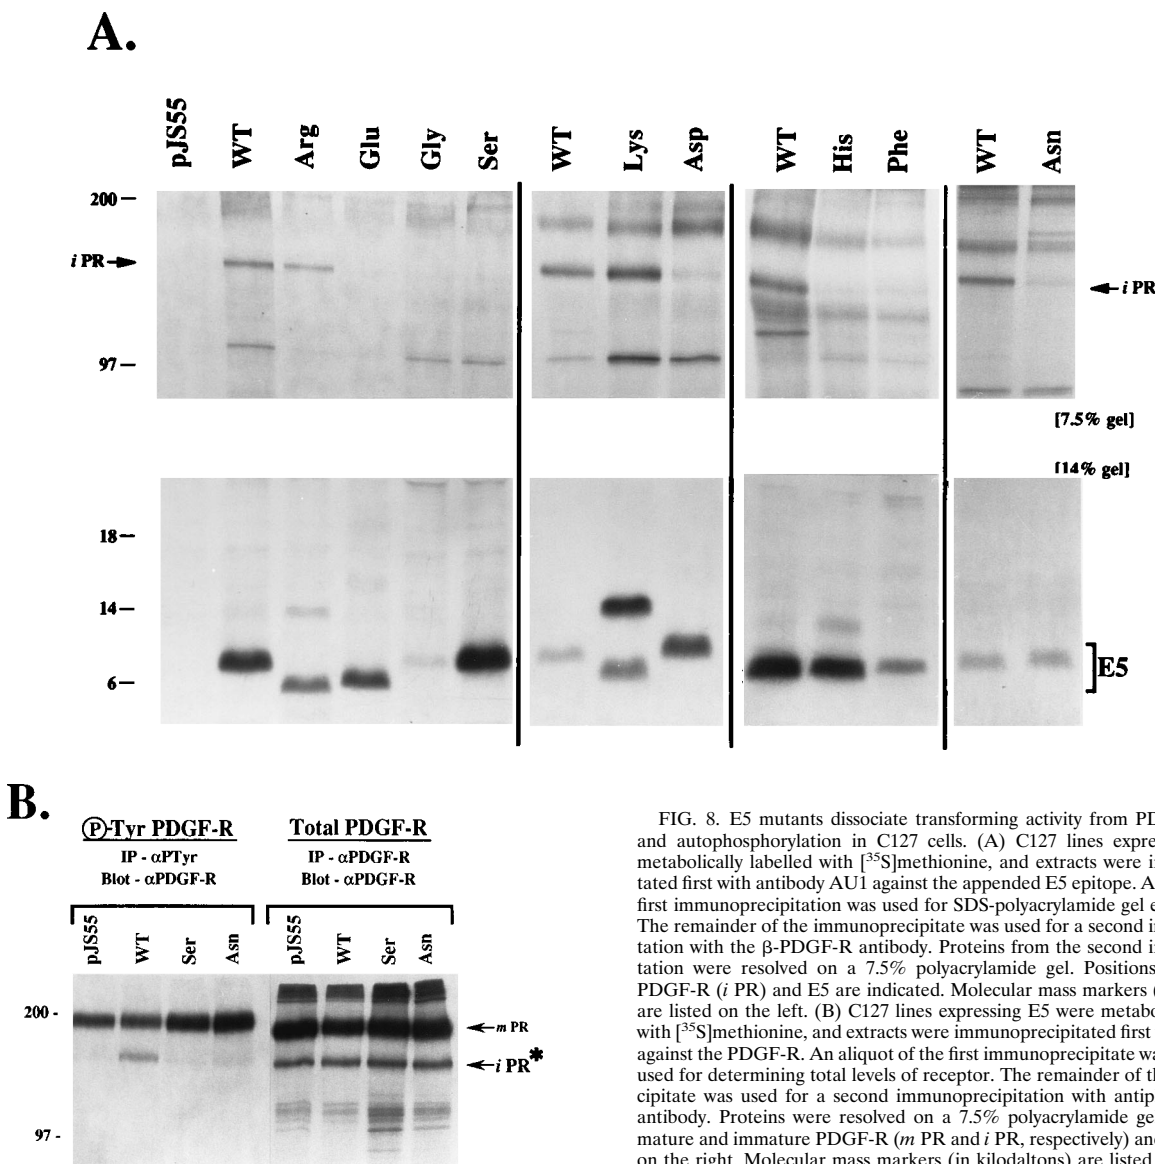 A.
pJS55 WT Arg Glu Gly Ser WT Lys Asp WT His Phe WT Asn
200
i PR
i PR
97
[7.5% gel]
[14% gel]
18
14
6
E5
B.
P-Tyr PDGF-R Total PDGF-R
IP - αPTyr IP - αPDGF-R
Blot - αPDGF-R Blot - αPDGF-R
pJS55 WT Ser Asn pJS55 WT Ser Asn
200 -
m PR
i PR*
97 -
FIG. 8. E5 mutants dissociate transforming activity from PD
and autophosphorylation in C127 cells. (A) C127 lines expre
metabolically labelled with [³⁵S]methionine, and extracts were i
tated first with antibody AU1 against the appended E5 epitope. A
first immunoprecipitation was used for SDS-polyacrylamide gel e
The remainder of the immunoprecipitate was used for a second i
tation with the β-PDGF-R antibody. Proteins from the second i
tation were resolved on a 7.5% polyacrylamide gel. Positions
PDGF-R (i PR) and E5 are indicated. Molecular mass markers (
are listed on the left. (B) C127 lines expressing E5 were metabo
with [³⁵S]methionine, and extracts were immunoprecipitated first
against the PDGF-R. An aliquot of the first immunoprecipitate wa
used for determining total levels of receptor. The remainder of th
cipitate was used for a second immunoprecipitation with antip
antibody. Proteins were resolved on a 7.5% polyacrylamide ge
mature and immature PDGF-R (m PR and i PR, respectively) an
on the right. Molecular mass markers (in kilodaltons) are listed